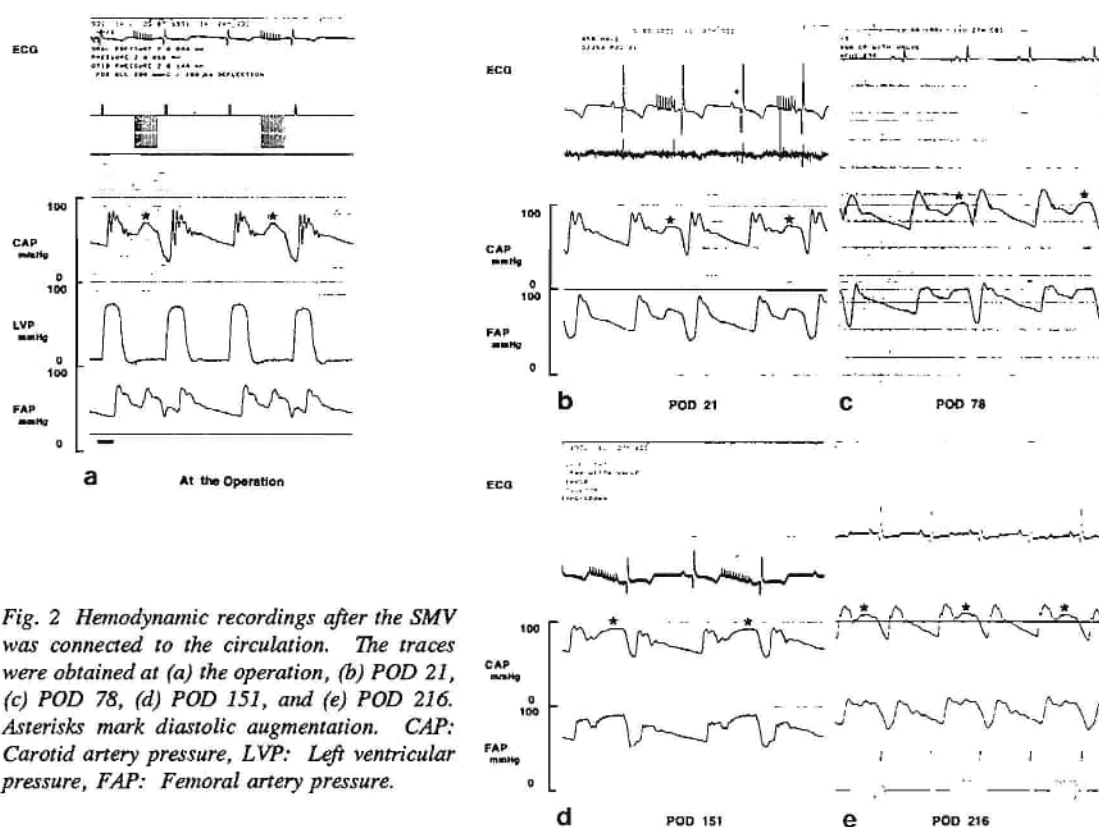 ECG
100
CAP
mmHg
0
100
LVP
mmHg
0
100
FAP
mmHg
0
a
At the Operation
ECG
100
CAP
mmHg
0
100
FAP
mmHg
0
b
POD 21
c
POD 78
ECG
100
CAP
mmHg
0
100
FAP
mmHg
0
d
POD 151
e
POD 216
Fig. 2 Hemodynamic recordings after the SMV
was connected to the circulation. The traces
were obtained at (a) the operation, (b) POD 21,
(c) POD 78, (d) POD 151, and (e) POD 216.
Asterisks mark diastolic augmentation. CAP:
Carotid artery pressure, LVP: Left ventricular
pressure, FAP: Femoral artery pressure.